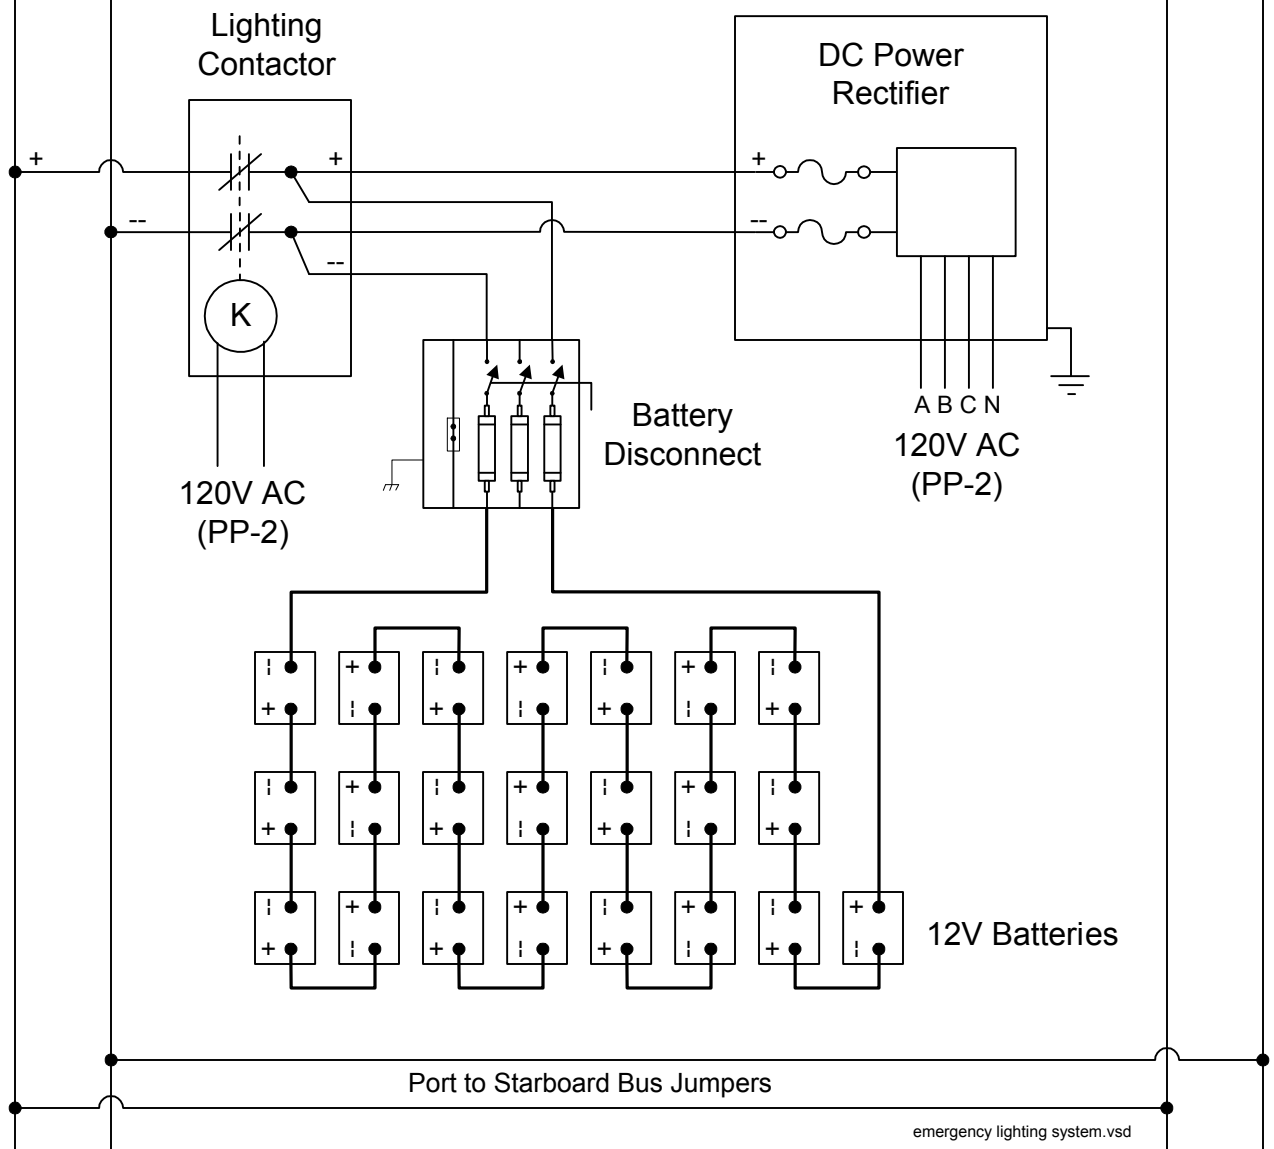 Lighting
Contactor
DC Power
Rectifier
+
+
+
--
--
--
K
A B C N
120V AC
(PP-2)
Battery
Disconnect
120V AC
(PP-2)
-- + -- + -- + --
+ -- + -- + -- +
-- + -- + -- + --
+ -- + -- + -- +
-- + -- + -- + -- +
+ -- + -- + -- + --
12V Batteries
Port to Starboard Bus Jumpers
emergency lighting system.vsd